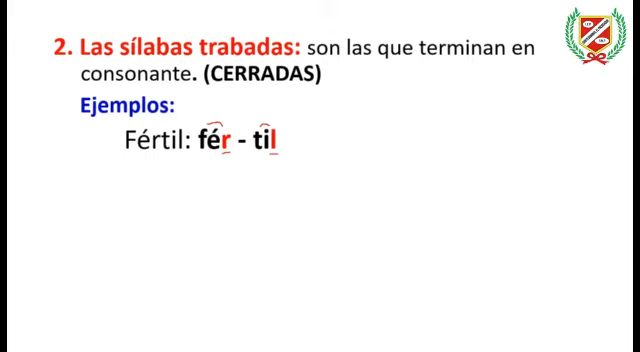 2. Las sílabas trabadas: son las que terminan en
consonante. (CERRADAS)
Ejemplos:
Fértil: fér - til